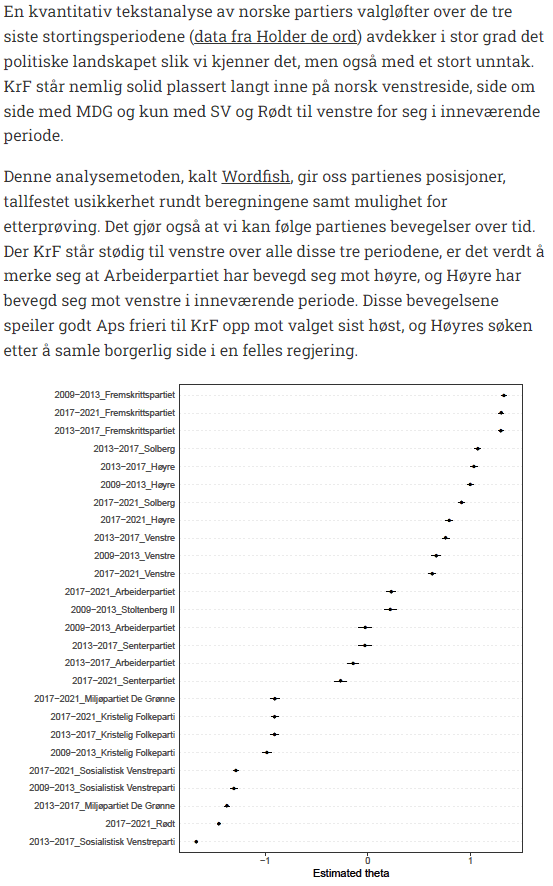 En kvantitativ tekstanalyse av norske partiers valgløfter over de tre
siste stortingsperiodene (data fra Holder de ord) avdekker i stor grad det
politiske landskapet slik vi kjenner det, men også med et stort unntak.
KrF står nemlig solid plassert langt inne på norsk venstreside, side om
side med MDG og kun med SV og Rødt til venstre for seg i inneværende
periode.
Denne analysemetoden, kalt Wordfish, gir oss partienes posisjoner,
tallfestet usikkerhet rundt beregningene samt mulighet for
etterprøving. Det gjør også at vi kan følge partienes bevegelser over tid.
Der KrF står stødig til venstre over alle disse tre periodene, er det verdt å
merke seg at Arbeiderpartiet har bevegd seg mot høyre, og Høyre har
bevegd seg mot venstre i inneværende periode. Disse bevegelsene
speiler godt Aps frieri til KrF opp mot valget sist høst, og Høyres søken
etter å samle borgerlig side i en felles regjering.
2009−2013_Fremskrittspartiet
2017−2021_Fremskrittspartiet
2013−2017_Fremskrittspartiet
2013−2017_Solberg
2013−2017_Høyre
2009−2013_Høyre
2017−2021_Solberg
2017−2021_Høyre
2013−2017_Venstre
2009−2013_Venstre
2017−2021_Venstre
2017−2021_Arbeiderpartiet
2009−2013_Stoltenberg II
2009−2013_Arbeiderpartiet
2013−2017_Senterpartiet
2013−2017_Arbeiderpartiet
2017−2021_Senterpartiet
2017−2021_Miljøpartiet De Grønne
2017−2021_Kristelig Folkeparti
2013−2017_Kristelig Folkeparti
2009−2013_Kristelig Folkeparti
2017−2021_Sosialistisk Venstreparti
2009−2013_Sosialistisk Venstreparti
2013−2017_Miljøpartiet De Grønne
2017−2021_Rødt
2013−2017_Sosialistisk Venstreparti
−1 0 1
Estimated theta